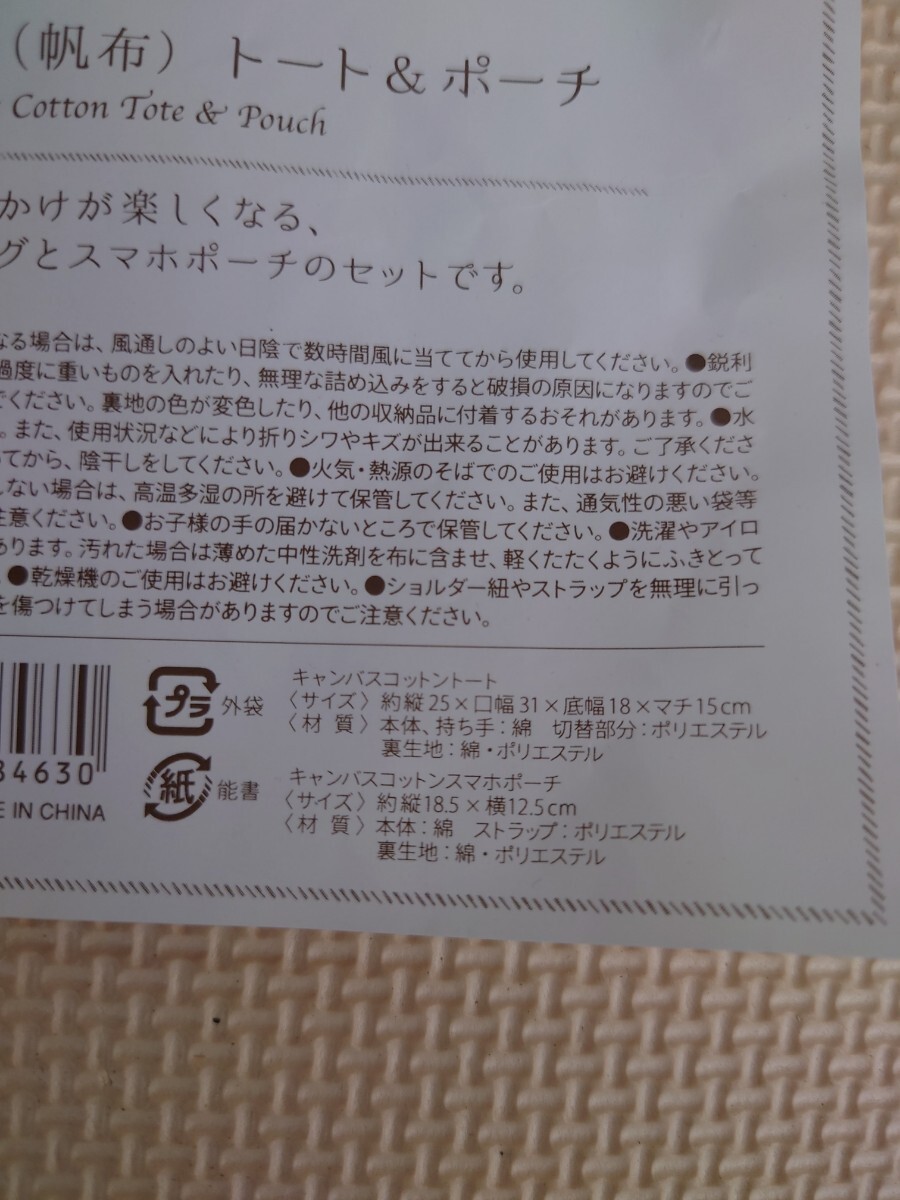 （帆布）トート＆ポーチ
Cotton Tote & Pouch
かけが楽しくなる、
グとスマホポーチのセットです。
なる場合は、風通しのよい日陰で数時間風に当ててから使用してください。●鋭利
過度に重いものを入れたり、無理な詰め込みをすると破損の原因になりますのでご
ください。裏地の色が変色したり、他の収納品に付着するおそれがあります。●水
。また、使用状況などにより折りシワやキズが出来ることがあります。ご了承くださ
ってから、陰干しをしてください。●火気・熱源のそばでのご使用はお避けください。
しない場合は、高温多湿の所を避けて保管してください。また、通気性の悪い袋等
注意ください。●お子様の手の届かないところで保管してください。●洗濯やアイロ
あります。汚れた場合は薄めた中性洗剤を布に含ませ、軽くたたくようにふきとって
●乾燥機のご使用はお避けください。●ショルダー紐やストラップを無理に引っ
を傷つけてしまう場合がありますのでご注意ください。
プラ 外袋
紙 能書
84630
E IN CHINA
キャンバスコットントート
〈サイズ〉約縦25×口幅31×底幅18×マチ15cm
〈材 質〉本体、持ち手：綿 切替部分：ポリエステル
裏生地：綿・ポリエステル
キャンバスコットンスマホポーチ
〈サイズ〉約縦18.5×横12.5cm
〈材 質〉本体：綿 ストラップ：ポリエステル
裏生地：綿・ポリエステル